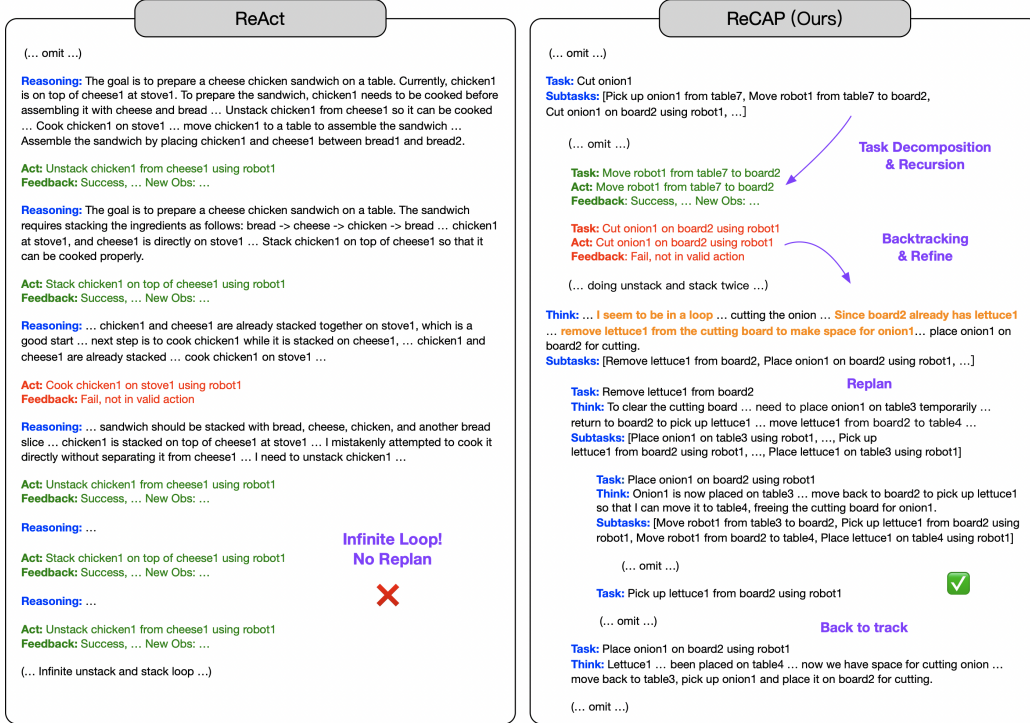 ReAct
(... omit ...)
Reasoning: The goal is to prepare a cheese chicken sandwich on a table. Currently, chicken1
is on top of cheese1 at stove1. To prepare the sandwich, chicken1 needs to be cooked before
assembling it with cheese and bread ... Unstack chicken1 from cheese1 so it can be cooked
... Cook chicken1 on stove1 ... move chicken1 to a table to assemble the sandwich ...
Assemble the sandwich by placing chicken1 and cheese1 between bread1 and bread2.
Act: Unstack chicken1 from cheese1 using robot1
Feedback: Success, ... New Obs: ...
Reasoning: The goal is to prepare a cheese chicken sandwich on a table. The sandwich
requires stacking the ingredients as follows: bread -> cheese -> chicken -> bread ... chicken1
at stove1, and cheese1 is directly on stove1 ... Stack chicken1 on top of cheese1 so that it
can be cooked properly.
Act: Stack chicken1 on top of cheese1 using robot1
Feedback: Success, ... New Obs: ...
Reasoning: ... chicken1 and cheese1 are already stacked together on stove1, which is a
good start ... next step is to cook chicken1 while it is stacked on cheese1, ... chicken1 and
cheese1 are already stacked ... cook chicken1 on stove1 ...
Act: Cook chicken1 on stove1 using robot1
Feedback: Fail, not in valid action
Reasoning: ... sandwich should be stacked with bread, cheese, chicken, and another bread
slice ... chicken1 is stacked on top of cheese1 at stove1 ... I mistakenly attempted to cook it
directly without separating it from cheese1 ... I need to unstack chicken1 ...
Act: Unstack chicken1 from cheese1 using robot1
Feedback: Success, ... New Obs: ...
Reasoning: ...
Act: Stack chicken1 on top of cheese1 using robot1
Feedback: Success, ... New Obs: ...
Reasoning: ...
Act: Unstack chicken1 from cheese1 using robot1
Feedback: Success, ... New Obs: ...
(... Infinite unstack and stack loop ...)
Infinite Loop!
No Replan
ReCAP (Ours)
(... omit ...)
Task: Cut onion1
Subtasks: [Pick up onion1 from table7, Move robot1 from table7 to board2,
Cut onion1 on board2 using robot1, ...]
(... omit ...)
Task Decomposition
& Recursion
Task: Move robot1 from table7 to board2
Act: Move robot1 from table7 to board2
Feedback: Success, ... New Obs: ...
Task: Cut onion1 on board2 using robot1
Act: Cut onion1 on board2 using robot1
Feedback: Fail, not in valid action
Backtracking
& Refine
(... doing unstack and stack twice ...)
Think: ... I seem to be in a loop ... cutting the onion ... Since board2 already has lettuce1
... remove lettuce1 from the cutting board to make space for onion1... place onion1 on
board2 for cutting.
Subtasks: [Remove lettuce1 from board2, Place onion1 on board2 using robot1, ...]
Replan
Task: Remove lettuce1 from board2
Think: To clear the cutting board ... need to place onion1 on table3 temporarily ...
return to board2 to pick up lettuce1 ... move lettuce1 from board2 to table4 ...
Subtasks: [Place onion1 on table3 using robot1, ..., Pick up
lettuce1 from board2 using robot1, ..., Place lettuce1 on table3 using robot1]
Task: Place onion1 on board2 using robot1
Think: Onion1 is now placed on table3 ... move back to board2 to pick up lettuce1
so that I can move it to table4, freeing the cutting board for onion1.
Subtasks: [Move robot1 from table3 to board2, Pick up lettuce1 from board2 using
robot1, Move robot1 from board2 to table4, Place lettuce1 on table4 using robot1]
(... omit ...)
Task: Pick up lettuce1 from board2 using robot1
(... omit ...)
Back to track
Task: Place onion1 on board2 using robot1
Think: Lettuce1 ... been placed on table4 ... now we have space for cutting onion ...
move back to table3, pick up onion1 and place it on board2 for cutting.
(... omit ...)